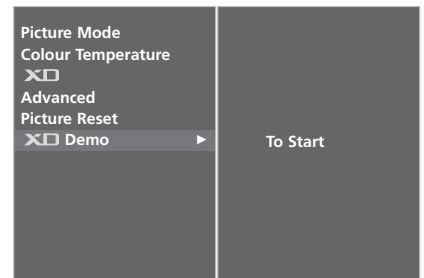 Picture Mode
Colour Temperature
XD
Advanced
Picture Reset
XD Demo ►
To Start